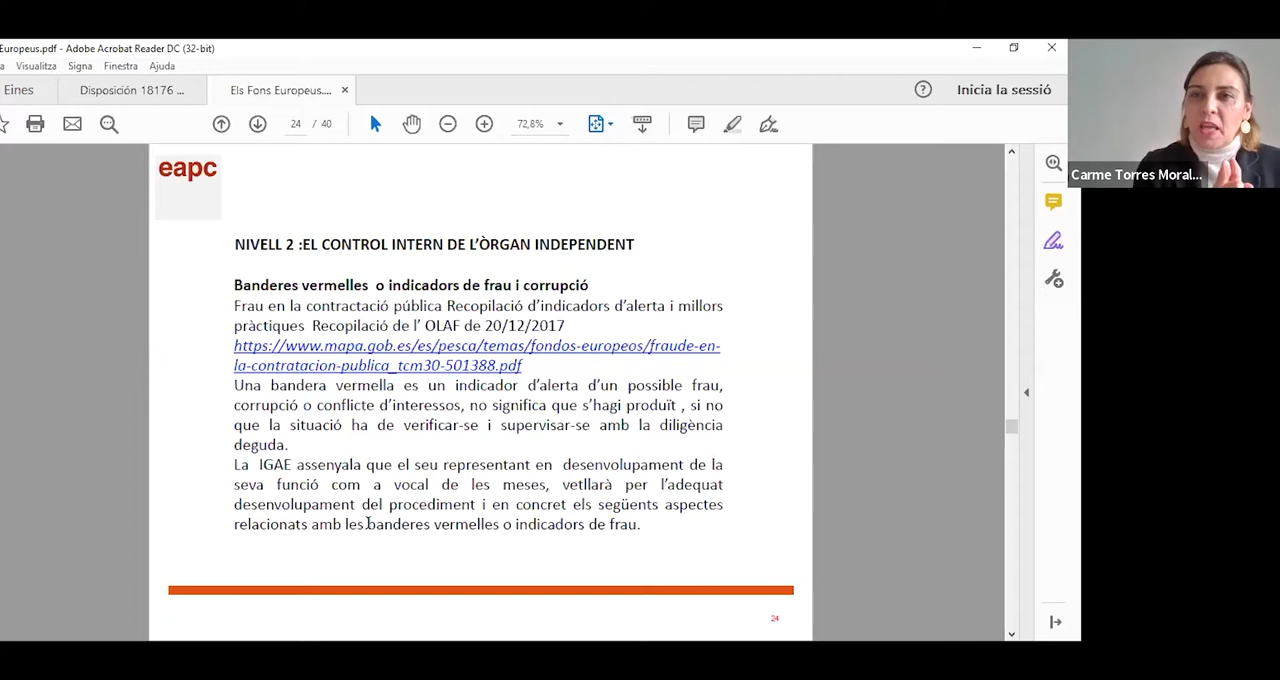 Europeus.pdf - Adobe Acrobat Reader DC (32-bit)
a Visualitza Signa Finestra Ajuda
Eines Disposición 18176 ... Els Fons Europeus.... × ? Inicia la sessió
24 / 40 72,8%
Carme Torres Moral...
eapc
NIVELL 2 :EL CONTROL INTERN DE L'ÒRGAN INDEPENDENT
Banderes vermelles o indicadors de frau i corrupció
Frau en la contractació pública Recopilació d'indicadors d'alerta i millors
pràctiques Recopilació de l' OLAF de 20/12/2017
https://www.mapa.gob.es/es/pesca/temas/fondos-europeos/fraude-en-
la-contratacion-publica_tcm30-501388.pdf
Una bandera vermella es un indicador d'alerta d'un possible frau,
corrupció o conflicte d'interessos, no significa que s'hagi produït , si no
que la situació ha de verificar-se i supervisar-se amb la diligència
deguda.
La IGAE assenyala que el seu representant en desenvolupament de la
seva funció com a vocal de les meses, vetllarà per l'adequat
desenvolupament del procediment i en concret els següents aspectes
relacionats amb les banderes vermelles o indicadors de frau.
24